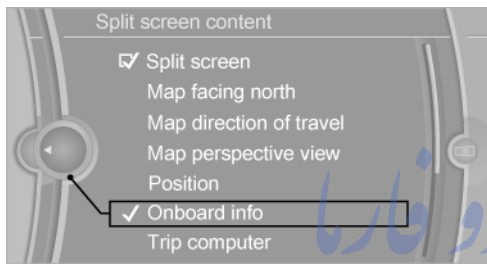 Split screen content
Split screen
Map facing north
Map direction of travel
Map perspective view
Position
Onboard info
Trip computer